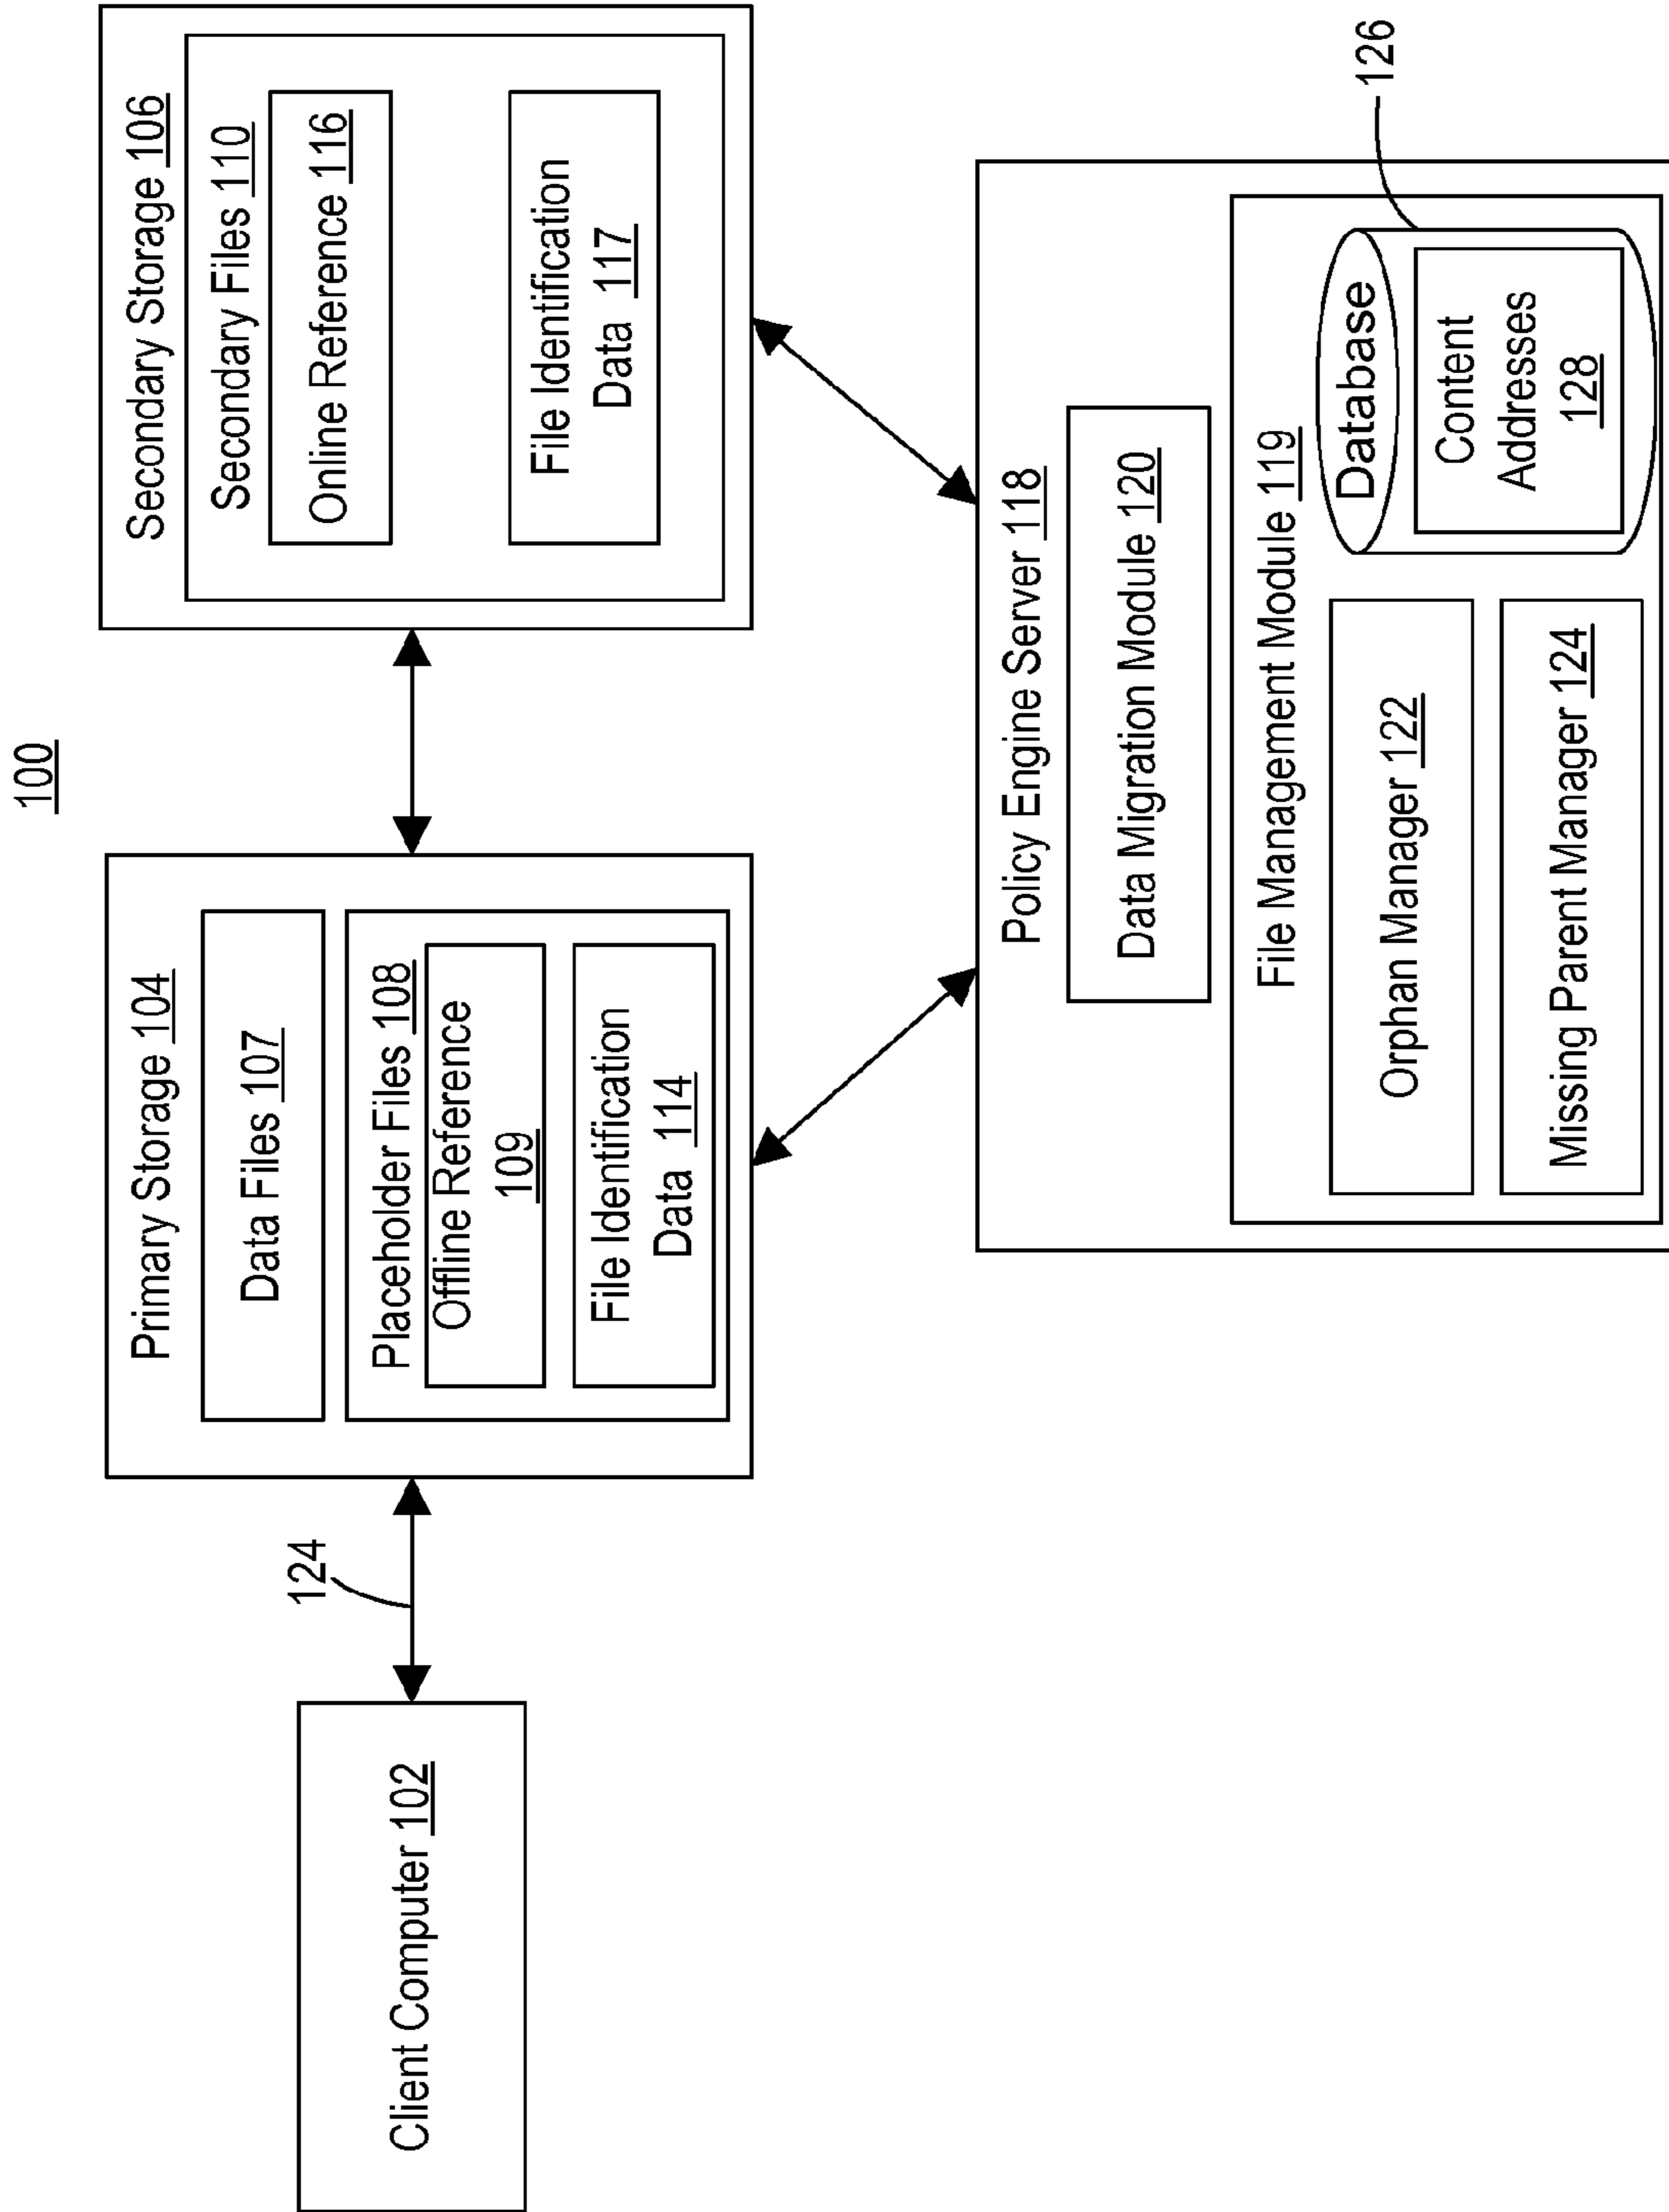 100
Client Computer 102
124
Primary Storage 104
Data Files 107
Placeholder Files 108
Offline Reference
109
File Identification
Data 114
Secondary Storage 106
Secondary Files 110
Online Reference 116
File Identification
Data 117
Policy Engine Server 118
Data Migration Module 120
File Management Module 119
Orphan Manager 122
Missing Parent Manager 124
Database
Content
Addresses
128
126